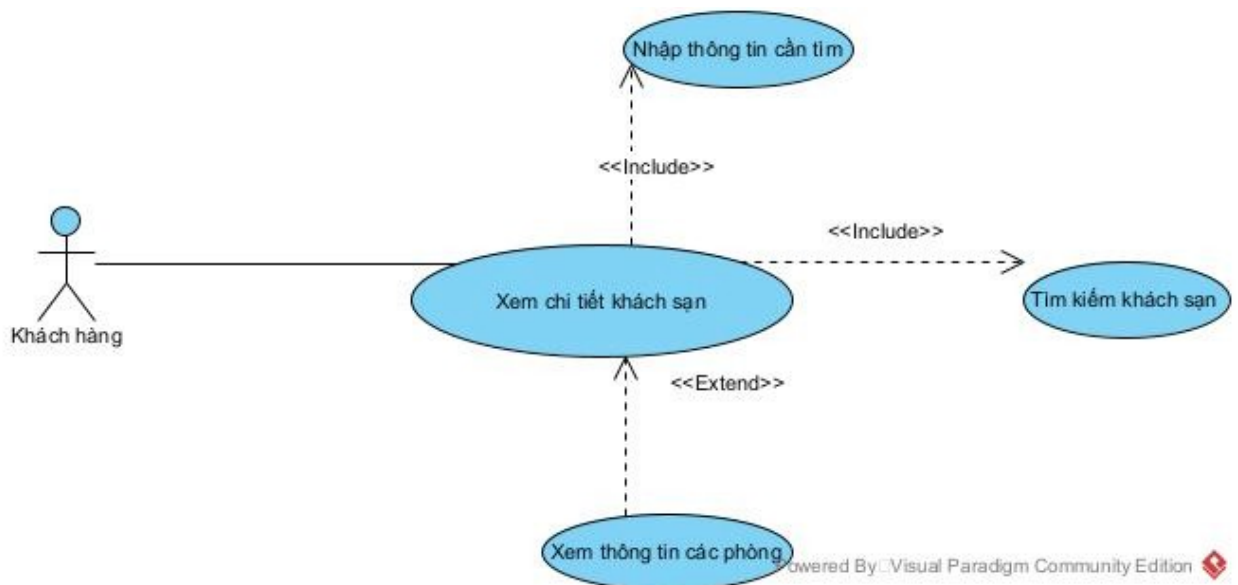 Nhập thông tin cần tìm
<<Include>>
<<Include>>
Xem chi tiết khách sạn
Tìm kiếm khách sạn
Khách hàng
<<Extend>>
Xem thông tin các phòng
Powered By Visual Paradigm Community Edition